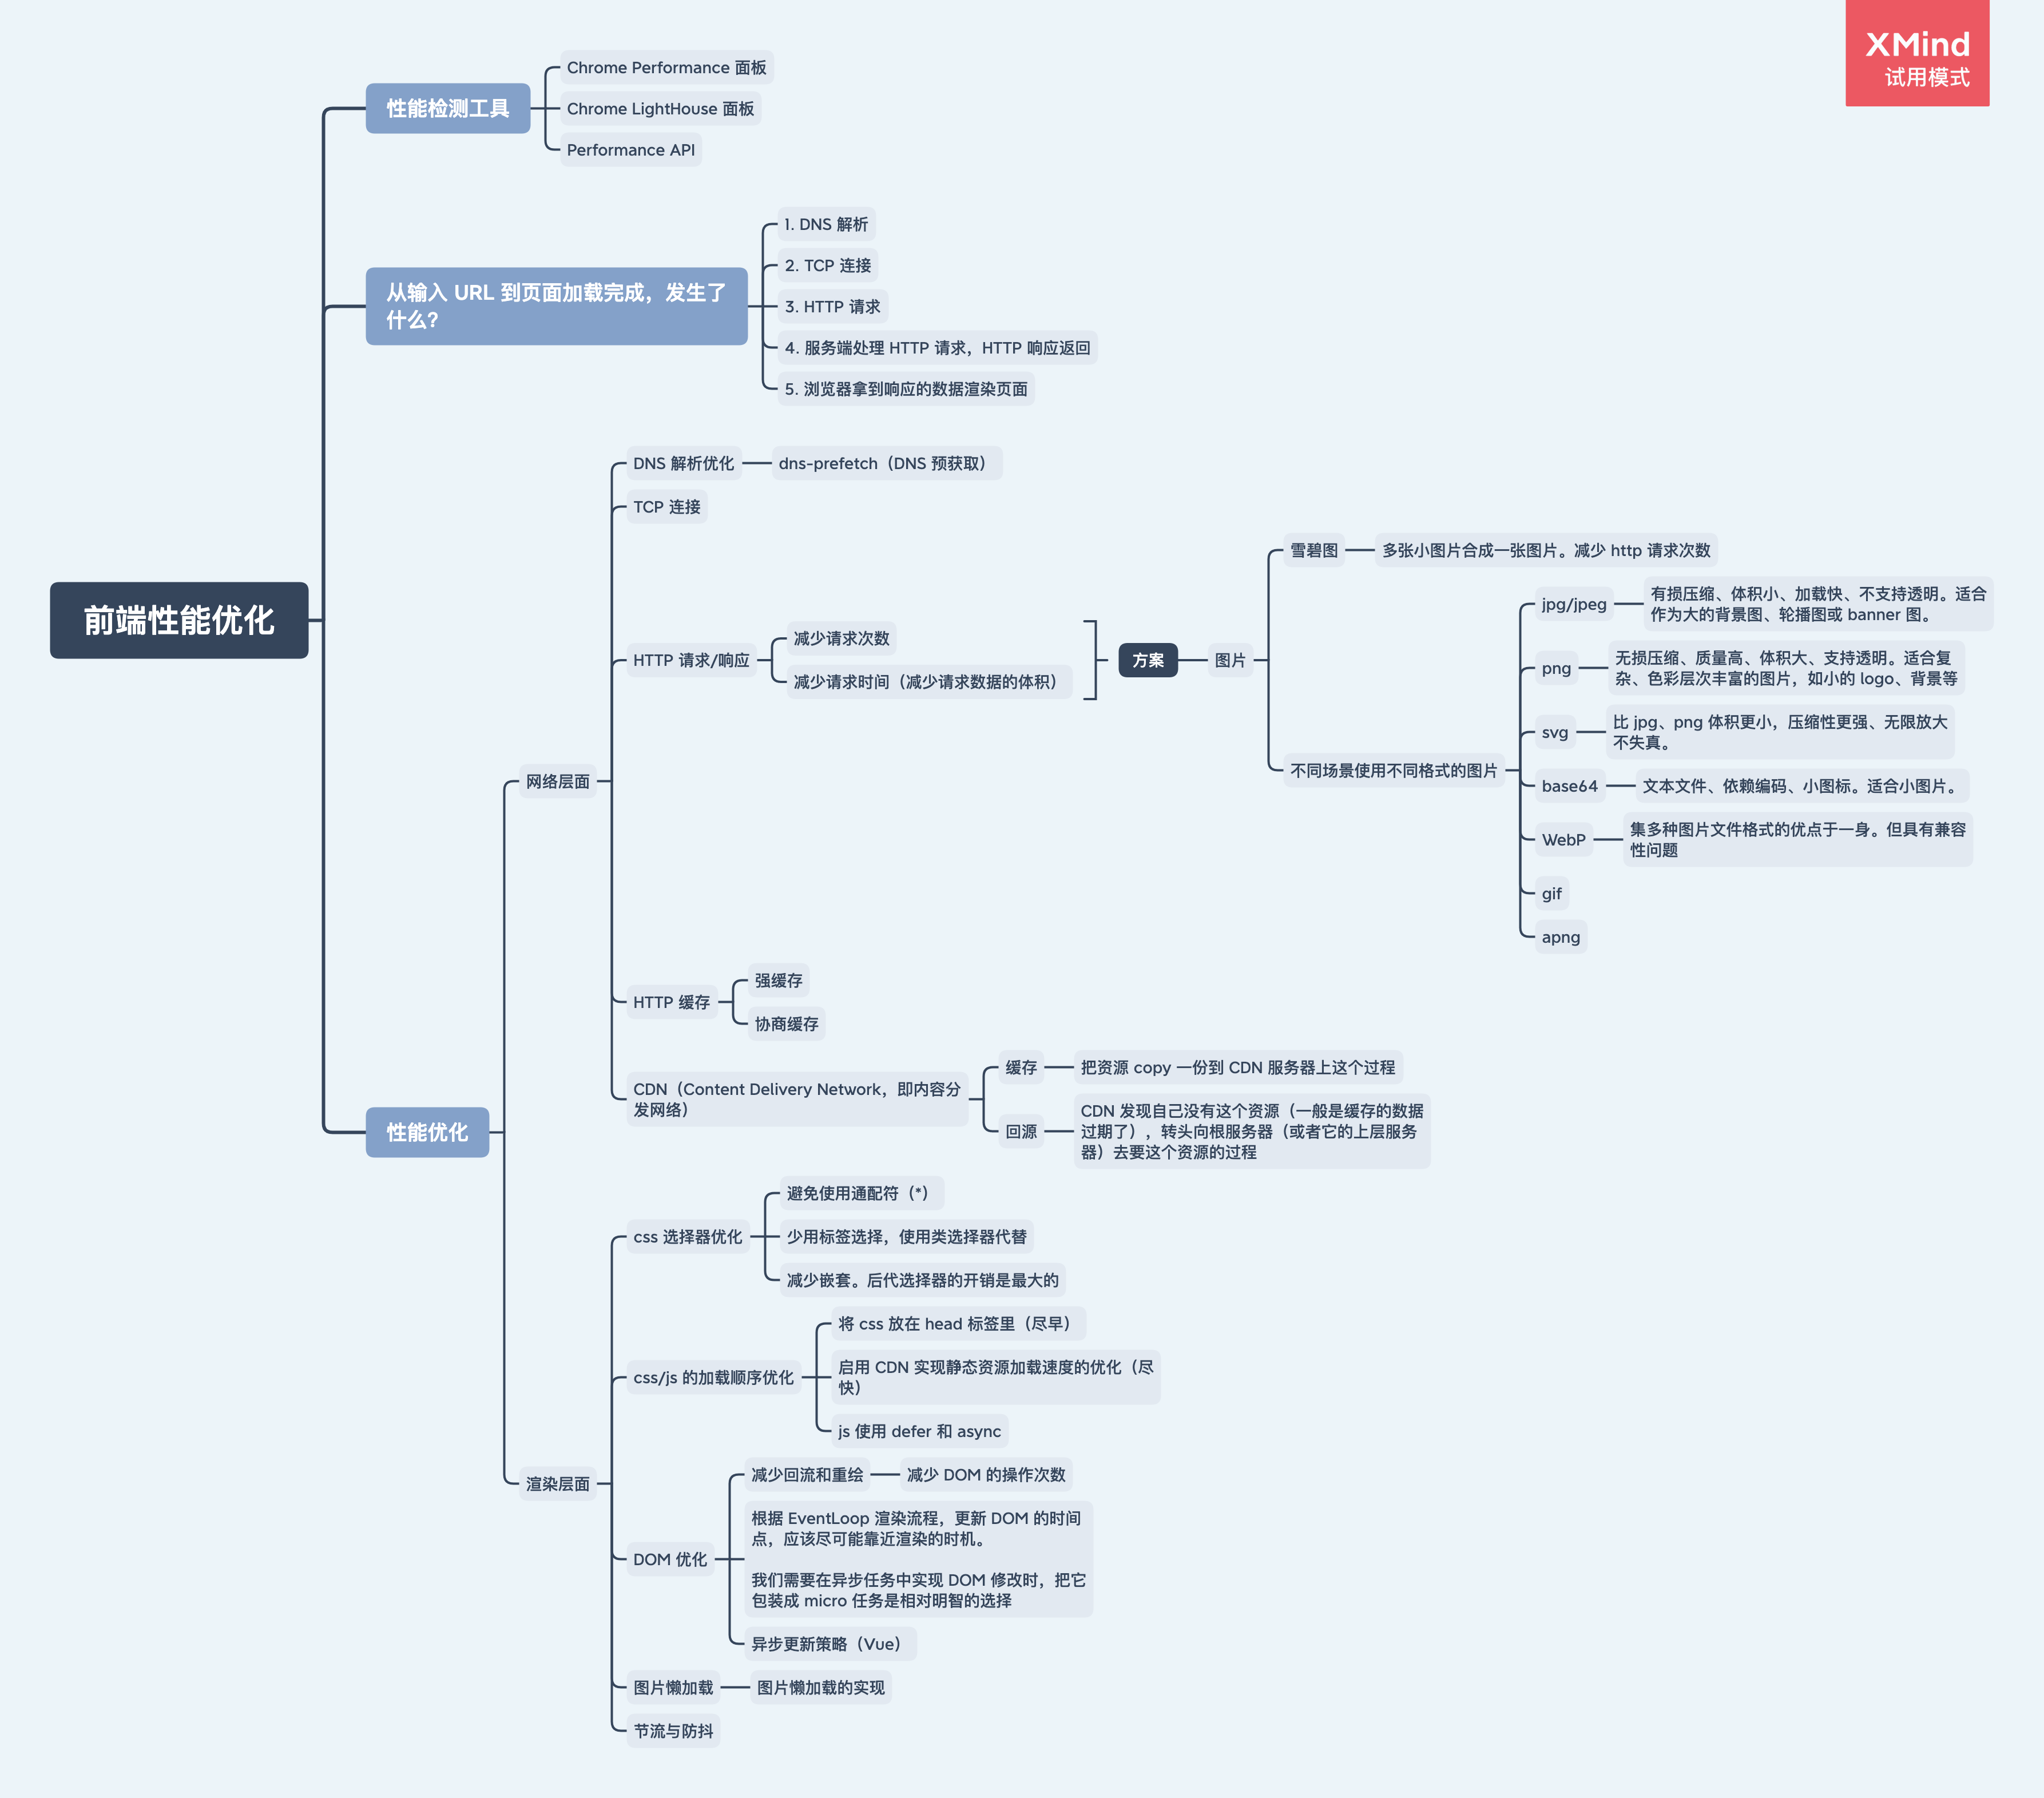 XMind
试用模式
前端性能优化
性能检测工具
Chrome Performance 面板
Chrome LightHouse 面板
Performance API
从输入 URL 到页面加载完成，发生了
什么？
1. DNS 解析
2. TCP 连接
3. HTTP 请求
4. 服务端处理 HTTP 请求，HTTP 响应返回
5. 浏览器拿到响应的数据渲染页面
性能优化
网络层面
DNS 解析优化
dns-prefetch（DNS 预获取）
TCP 连接
HTTP 请求/响应
减少请求次数
减少请求时间（减少请求数据的体积）
方案
图片
雪碧图
多张小图片合成一张图片。减少 http 请求次数
不同场景使用不同格式的图片
jpg/jpeg
有损压缩、体积小、加载快、不支持透明。适合
作为大的背景图、轮播图或 banner 图。
png
无损压缩、质量高、体积大、支持透明。适合复
杂、色彩层次丰富的图片，如小的 logo、背景等
svg
比 jpg、png 体积更小，压缩性更强、无限放大
不失真。
base64
文本文件、依赖编码、小图标。适合小图片。
WebP
集多种图片文件格式的优点于一身。但具有兼容
性问题
gif
apng
HTTP 缓存
强缓存
协商缓存
CDN（Content Delivery Network，即内容分
发网络）
缓存
把资源 copy 一份到 CDN 服务器上这个过程
回源
CDN 发现自己没有这个资源（一般是缓存的数据
过期了），转头向根服务器（或者它的上层服务
器）去要这个资源的过程
渲染层面
css 选择器优化
避免使用通配符（*）
少用标签选择，使用类选择器代替
减少嵌套。后代选择器的开销是最大的
css/js 的加载顺序优化
将 css 放在 head 标签里（尽早）
启用 CDN 实现静态资源加载速度的优化（尽
快）
js 使用 defer 和 async
DOM 优化
减少回流和重绘
减少 DOM 的操作次数
根据 EventLoop 渲染流程，更新 DOM 的时间
点，应该尽可能靠近渲染的时机。
我们需要在异步任务中实现 DOM 修改时，把它
包装成 micro 任务是相对明智的选择
异步更新策略（Vue）
图片懒加载
图片懒加载的实现
节流与防抖